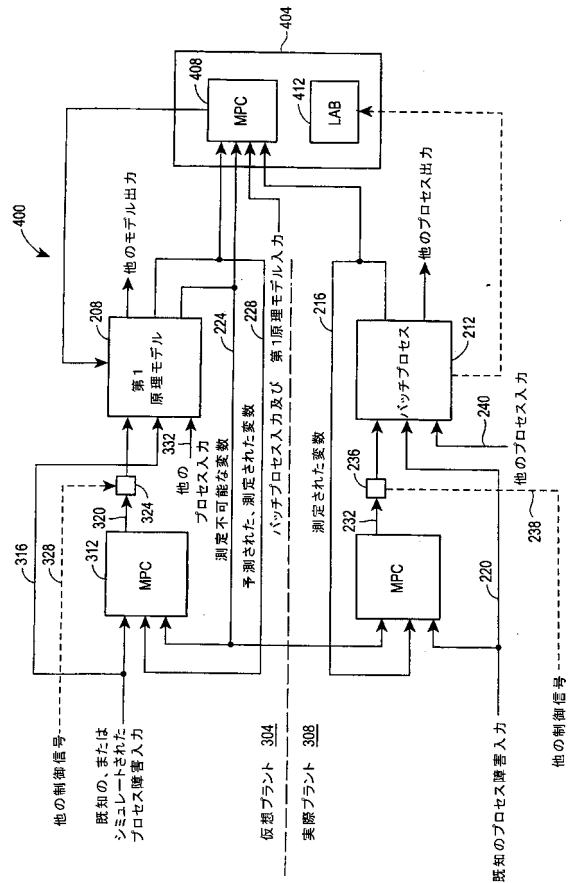 400
404
408
MPC
412
LAB
他のモデル出力
208
第1
原理モデル
332
他の
プロセス入力
224
測定不可能な変数
228
予測された、測定された変数
バッチプロセス入力及び 第1原理モデル入力
316
328
320
324
312
MPC
他の制御信号
既知の、または
シミュレートされた
プロセス障害入力
仮想プラント 304
実際プラント 308
216
測定された変数
他のプロセス出力
バッチプロセス
212
240
他のプロセス入力
236
232
238
MPC
220
既知のプロセス障害入力
他の制御信号